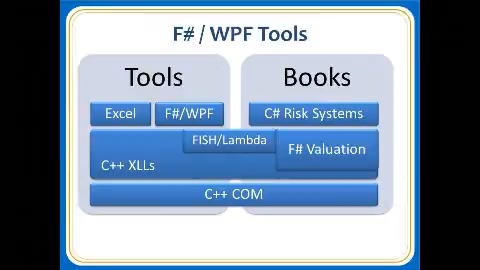 F# / WPF Tools
Tools
Books
Excel
F#/WPF
C# Risk Systems
FISH/Lambda
F# Valuation
C++ XLLs
C++ COM